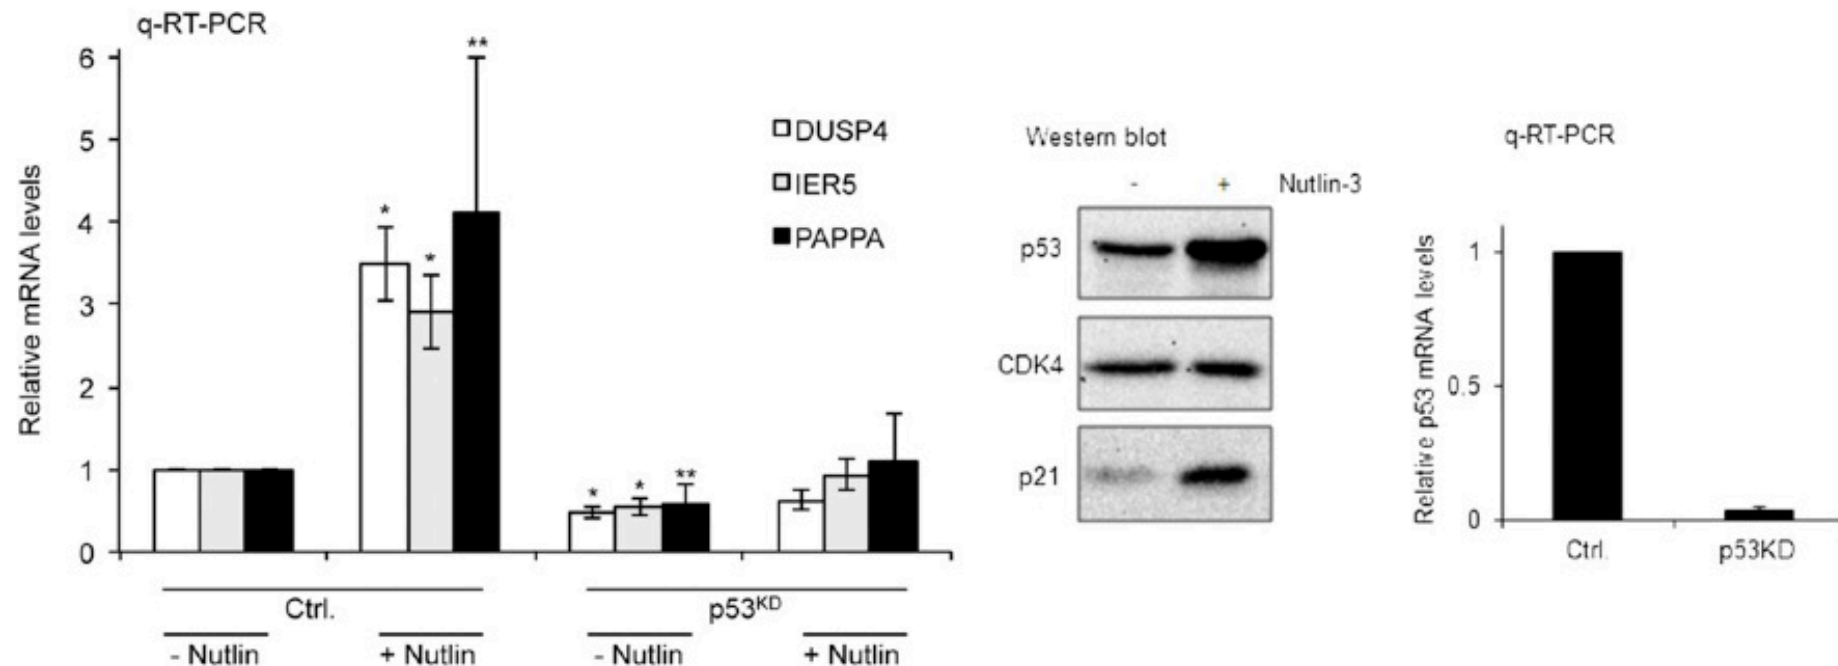 q-RT-PCR
**
6
5
4
3
2
1
0
Relative mRNA levels
*
*
*
*
**
DUSP4
IER5
PAPPA
Ctrl.
p53KD
- Nutlin
+ Nutlin
- Nutlin
+ Nutlin
Western blot
- + Nutlin-3
p53
CDK4
p21
q-RT-PCR
Relative p53 mRNA levels
1
0.5
0
Ctrl.
p53KD